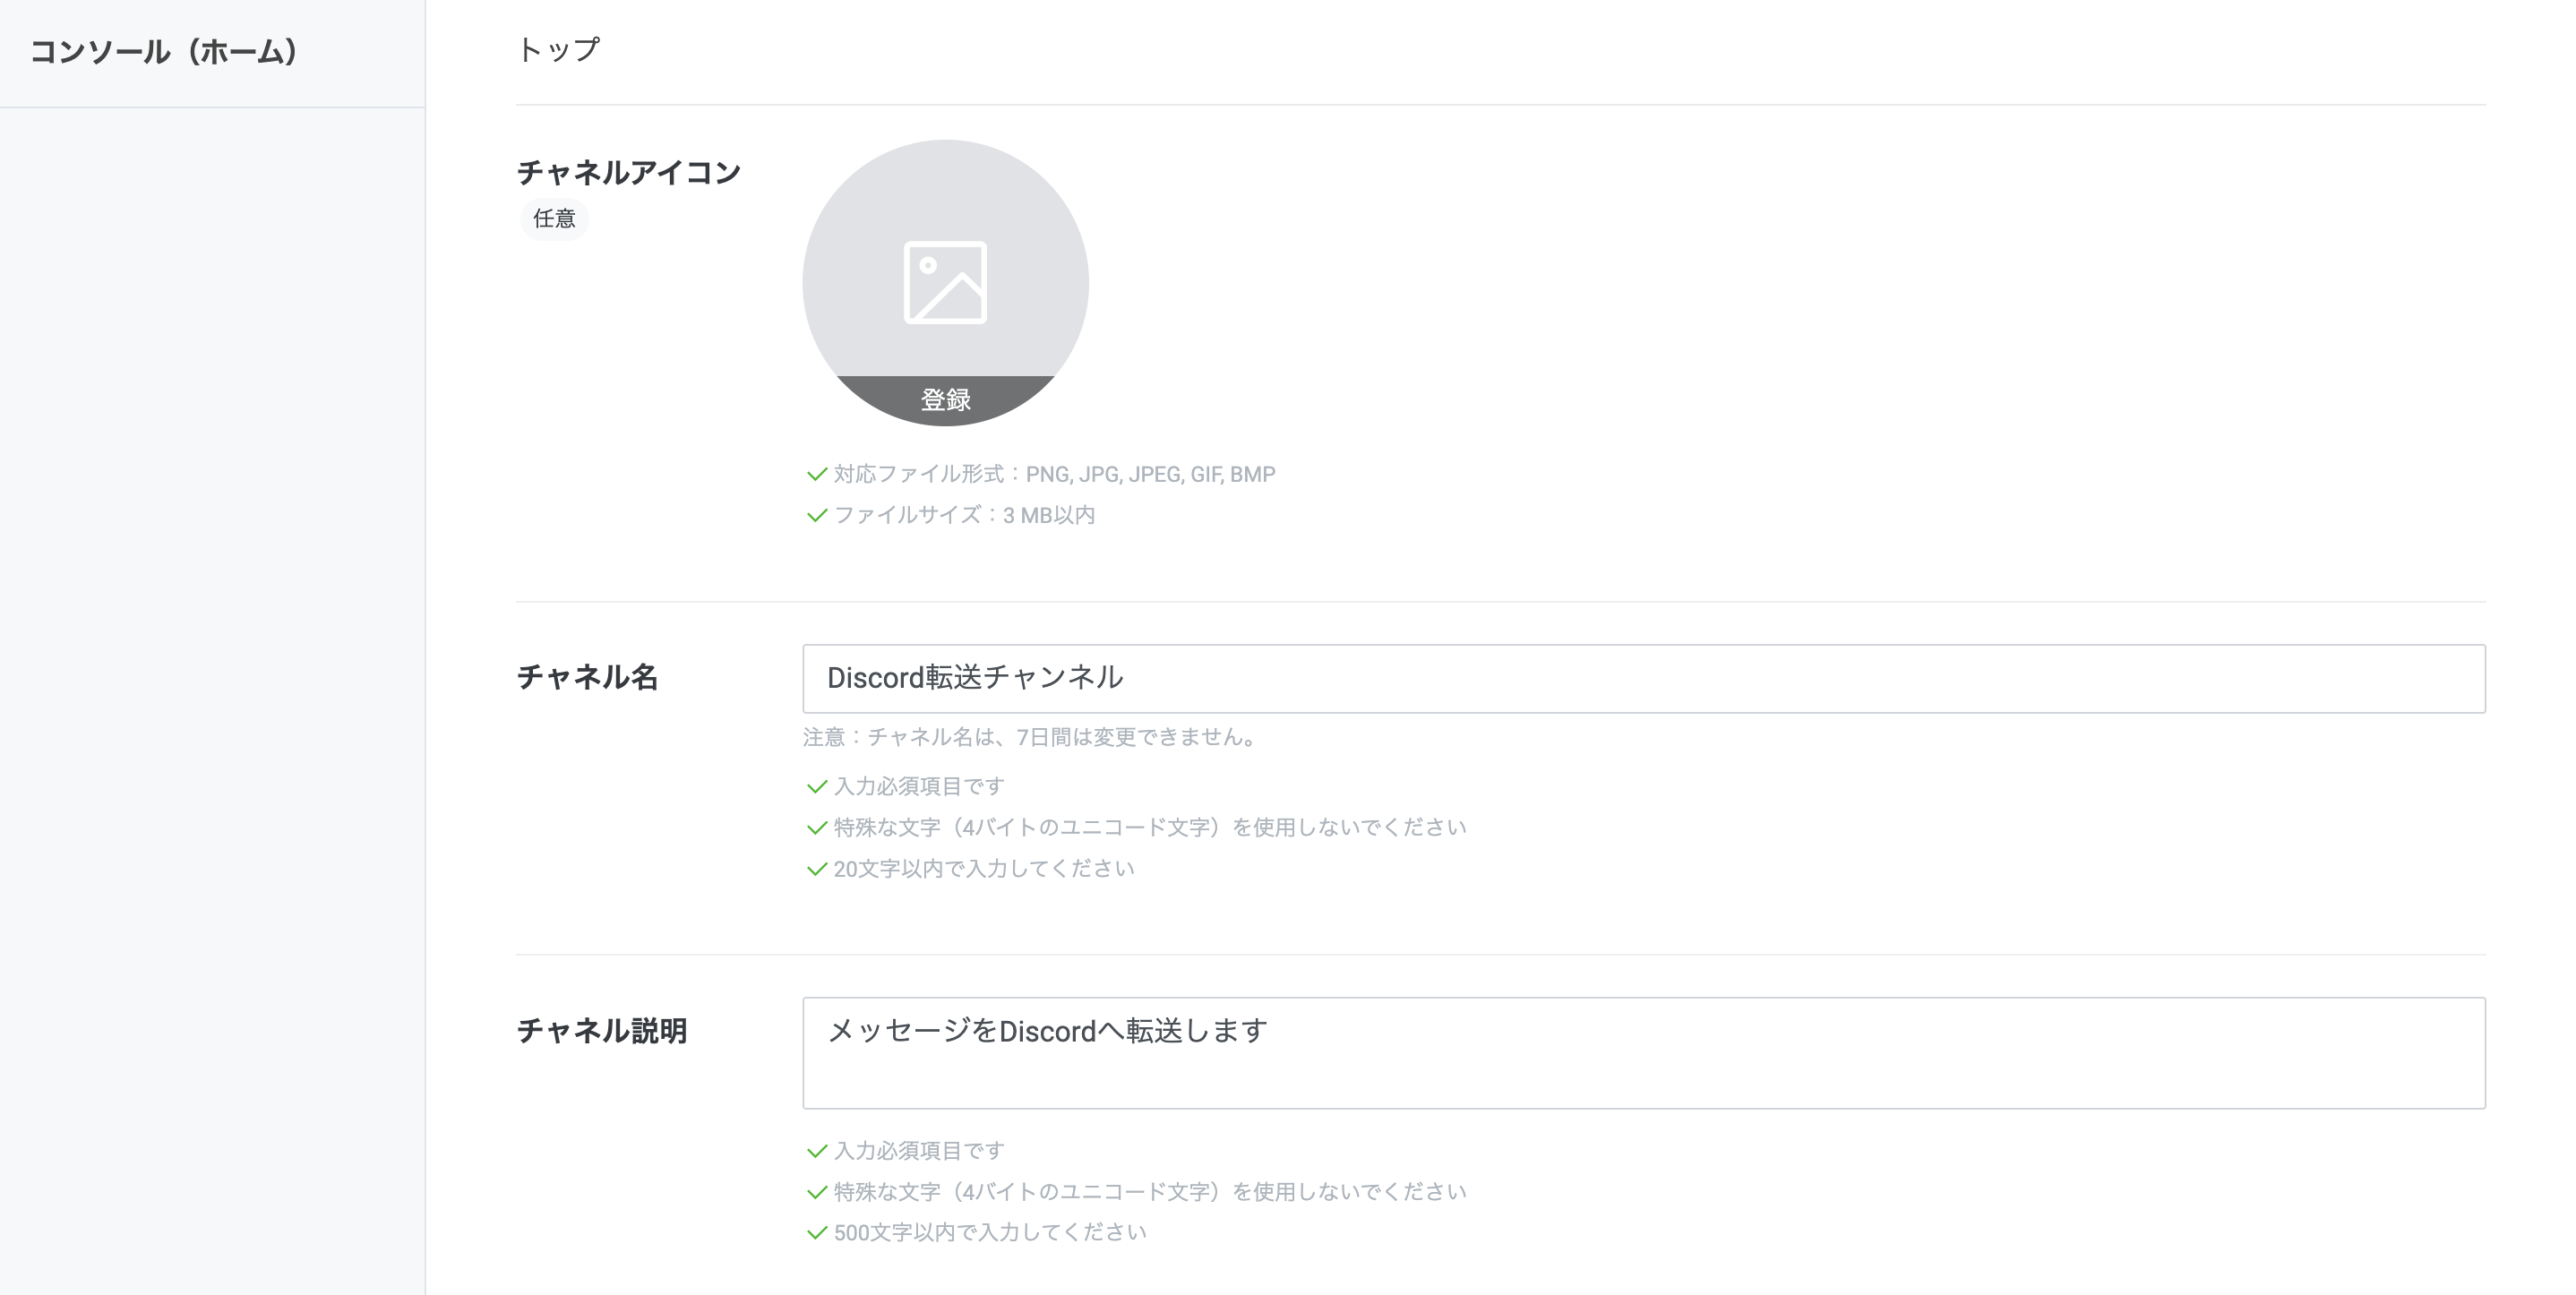 コンソール（ホーム）
トップ
チャネルアイコン
任意
登録
対応ファイル形式：PNG, JPG, JPEG, GIF, BMP
ファイルサイズ：3 MB以内
チャネル名
Discord転送チャンネル
注意：チャネル名は、7日間は変更できません。
入力必須項目です
特殊な文字（4バイトのユニコード文字）を使用しないでください
20文字以内で入力してください
チャネル説明
メッセージをDiscordへ転送します
入力必須項目です
特殊な文字（4バイトのユニコード文字）を使用しないでください
500文字以内で入力してください